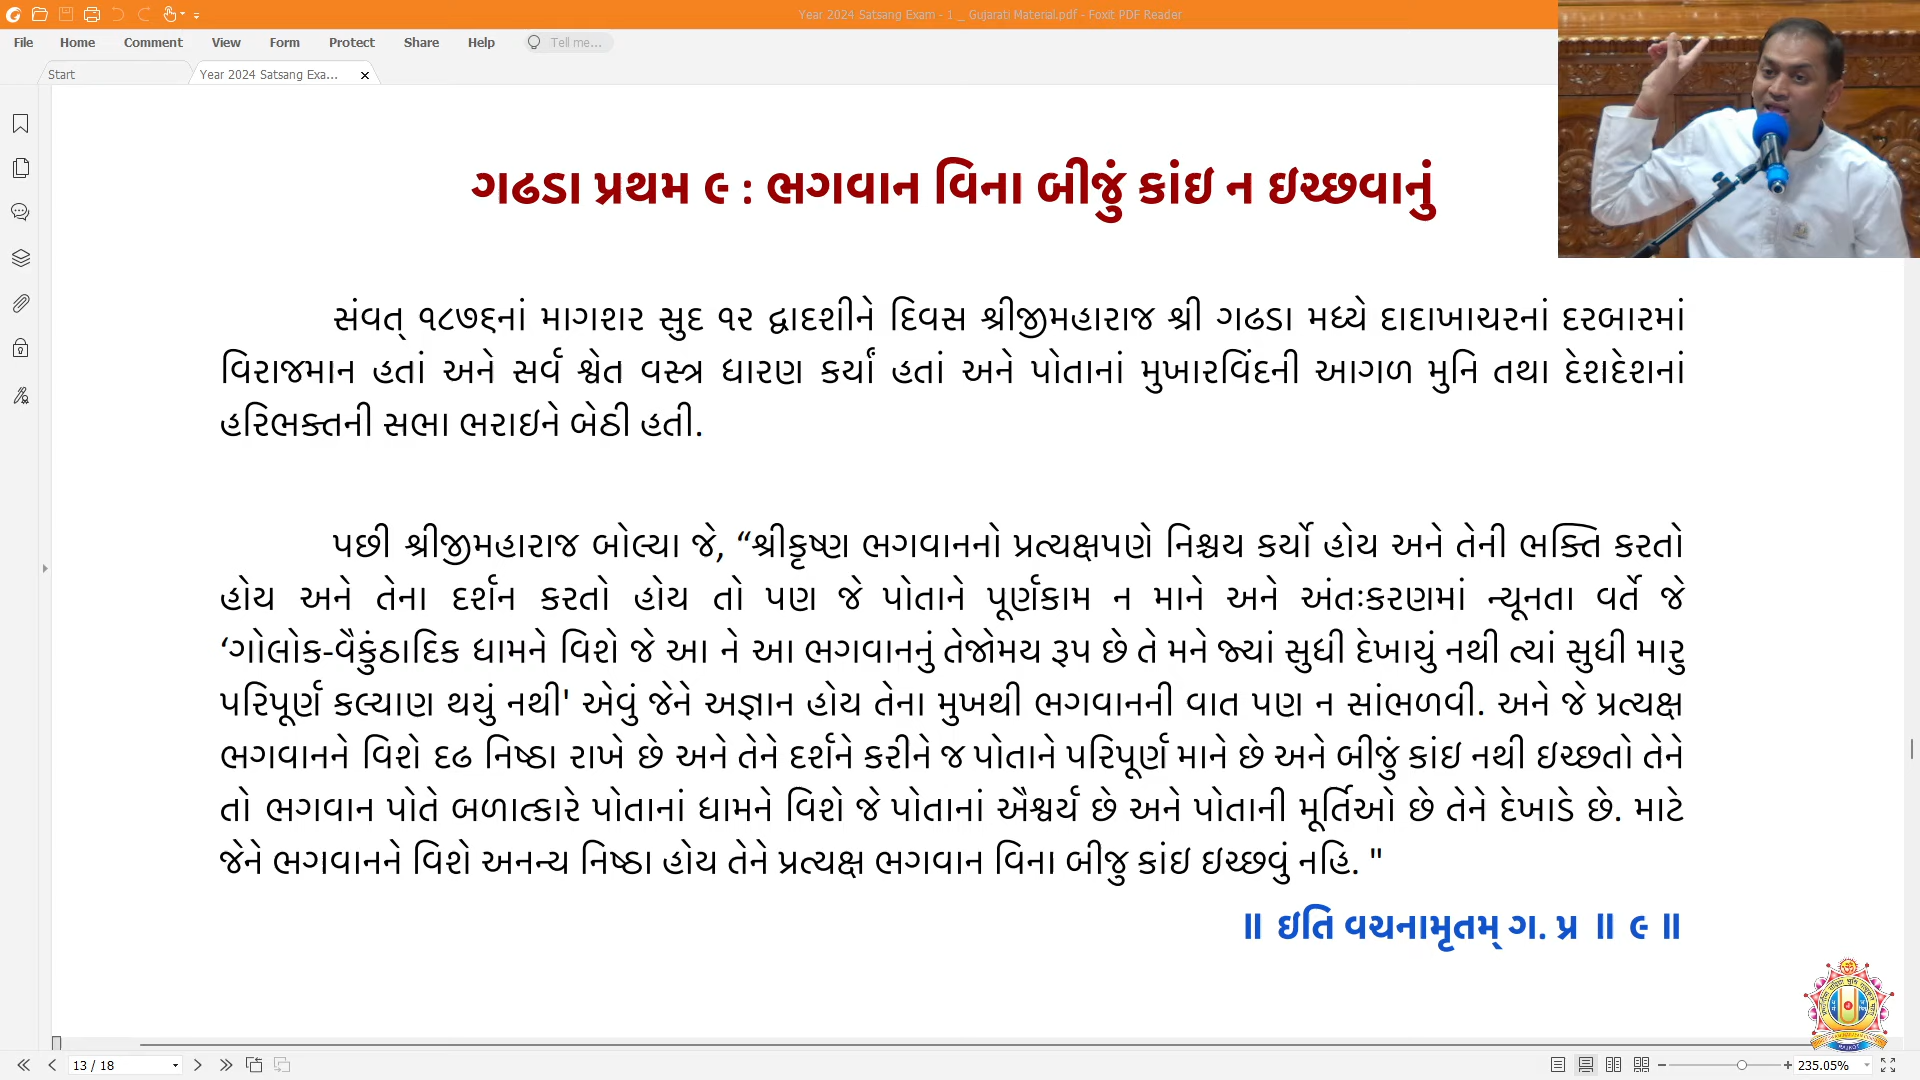 Year 2024 Satsang Exam - 1 _ Gujarati Material.pdf - Foxit PDF Reader
File Home Comment View Form Protect Share Help Tell me...
Start Year 2024 Satsang Exa...
ગઢડા પ્રથમ ૯ : ભગવાન વિના બીજું કાંઇ ન ઇચ્છવાનું
સંવત્ ૧૮૭૬નાં માગશર સુદ ૧૨ દ્વાદશીને દિવસ શ્રીજીમહારાજ શ્રી ગઢડા મધ્યે દાદાખાચરનાં દરબારમાં
વિરાજમાન હતાં અને સર્વ શ્વેત વસ્ત્ર ધારણ કર્યાં હતાં અને પોતાનાં મુખારવિંદની આગળ મુનિ તથા દેશદેશનાં
હરિભક્તની સભા ભરાઇને બેઠી હતી.
પછી શ્રીજીમહારાજ બોલ્યા જે, “શ્રીકૃષ્ણ ભગવાનનો પ્રત્યક્ષપણે નિશ્ચય કર્યો હોય અને તેની ભક્તિ કરતો
હોય અને તેના દર્શન કરતો હોય તો પણ જે પોતાને પૂર્ણકામ ન માને અને અંતઃકરણમાં ન્યૂનતા વર્તે જે
‘ગોલોક-વૈકુંઠાદિક ધામને વિશે જે આ ને આ ભગવાનનું તેજોમય રૂપ છે તે મને જ્યાં સુધી દેખાયું નથી ત્યાં સુધી મારુ
પરિપૂર્ણ કલ્યાણ થયું નથી' એવું જેને અજ્ઞાન હોય તેના મુખથી ભગવાનની વાત પણ ન સાંભળવી. અને જે પ્રત્યક્ષ
ભગવાનને વિશે દઢ નિષ્ઠા રાખે છે અને તેને દર્શને કરીને જ પોતાને પરિપૂર્ણ માને છે અને બીજું કાંઇ નથી ઇચ્છતો તેને
તો ભગવાન પોતે બળાત્કારે પોતાનાં ધામને વિશે જે પોતાનાં ઐશ્વર્ય છે અને પોતાની મૂર્તિઓ છે તેને દેખાડે છે. માટે
જેને ભગવાનને વિશે અનન્ય નિષ્ઠા હોય તેને પ્રત્યક્ષ ભગવાન વિના બીજુ કાંઇ ઇચ્છવું નહિ. "
॥ ઇતિ વચનામૃતમ્ ગ. પ્ર ॥ ૯ ॥
13 / 18 235.05%